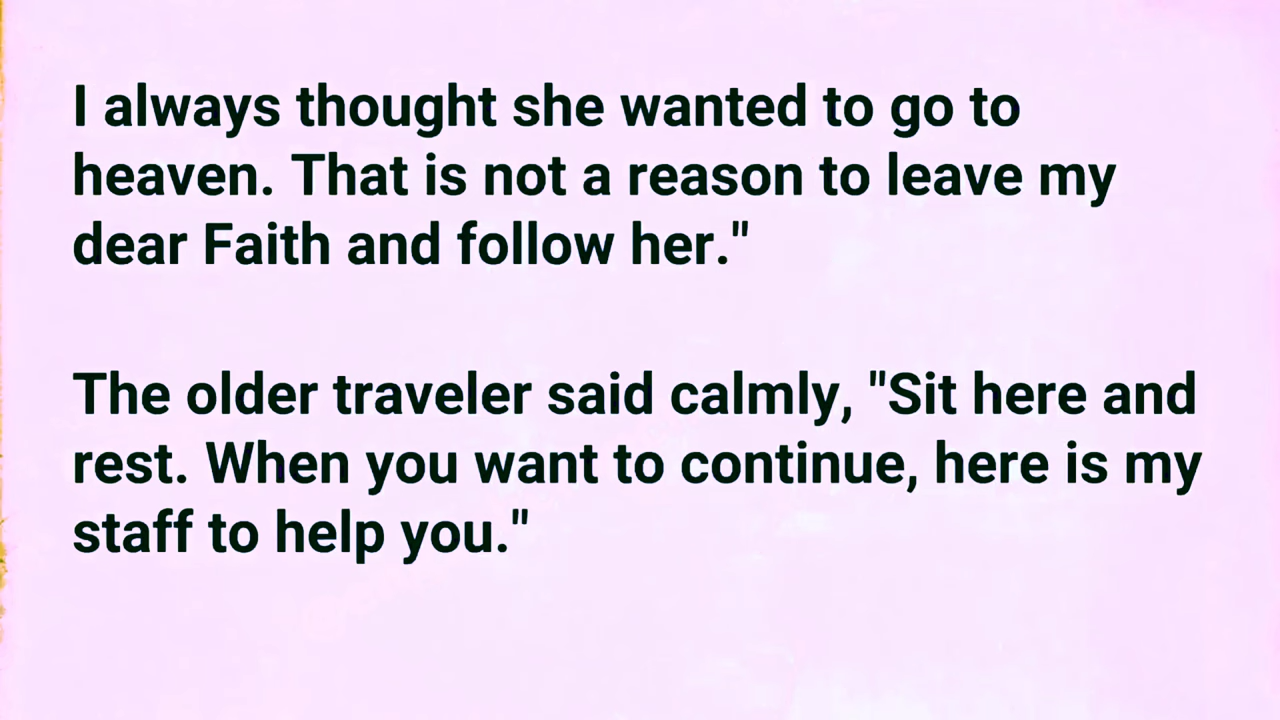 I always thought she wanted to go to
heaven. That is not a reason to leave my
dear Faith and follow her."
The older traveler said calmly, "Sit here and
rest. When you want to continue, here is my
staff to help you."